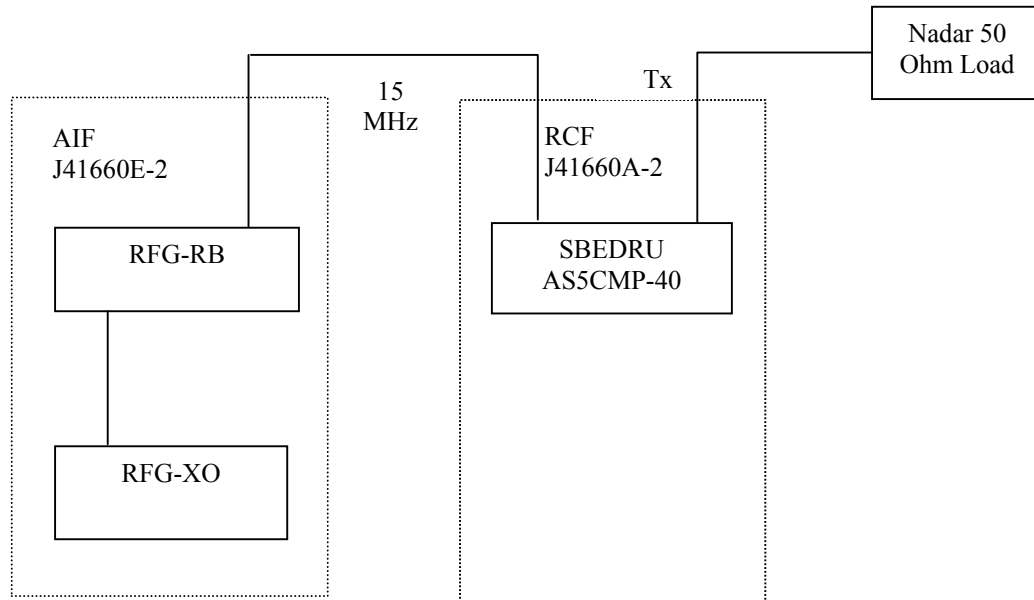 Nadar 50
Ohm Load
15
MHz
Tx
AIF
J41660E-2
RCF
J41660A-2
RFG-RB
SBEDRU
AS5CMP-40
RFG-XO